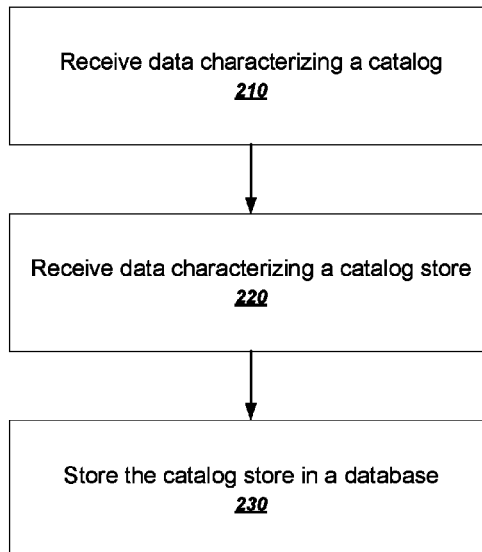 Receive data characterizing a catalog
210
Receive data characterizing a catalog store
220
Store the catalog store in a database
230